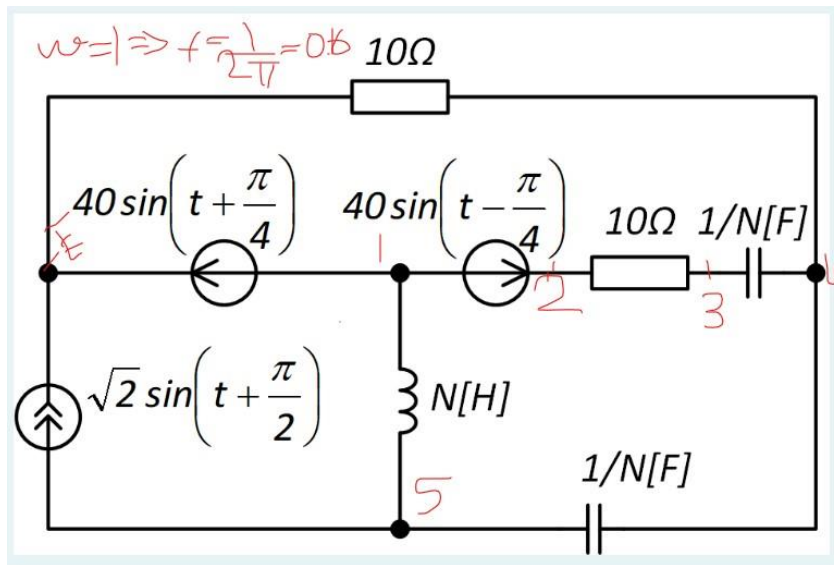 w=1 => f=1/2π=0.16
10Ω
40 sin(t + π/4)
40 sin(t − π/4)
10Ω
1/N[F]
1
2
3
√2 sin(t + π/2)
N[H]
5
1/N[F]